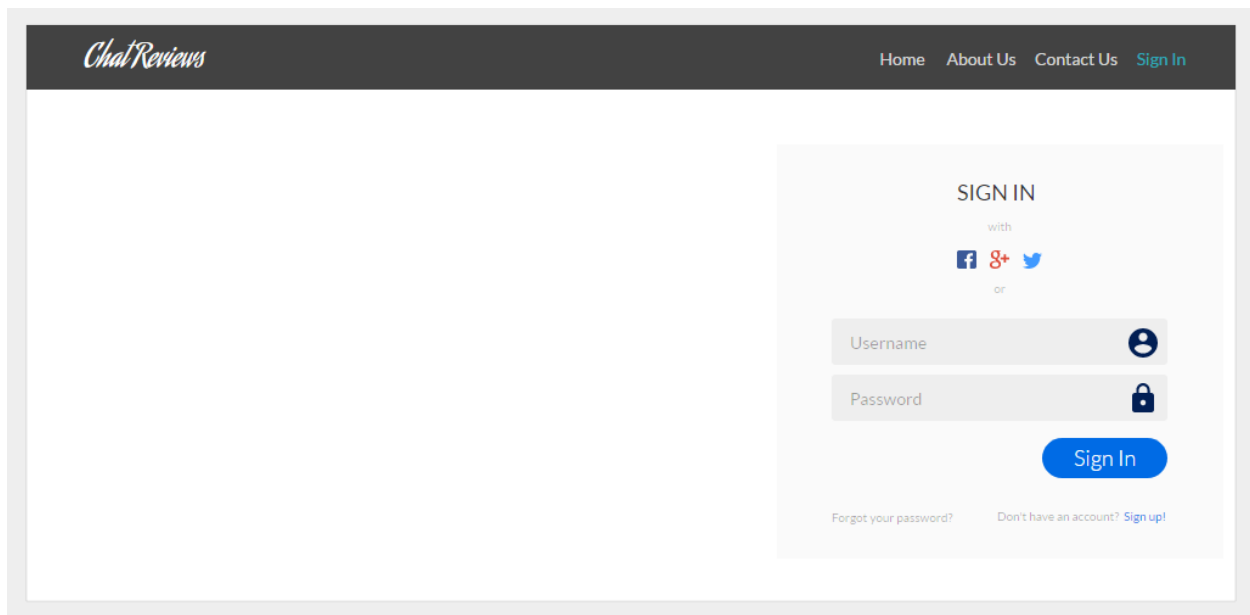 ChatReviews
Home About Us Contact Us Sign In
SIGN IN
with
8+
or
Username
Password
Sign In
Forgot your password? Don't have an account? Sign up!